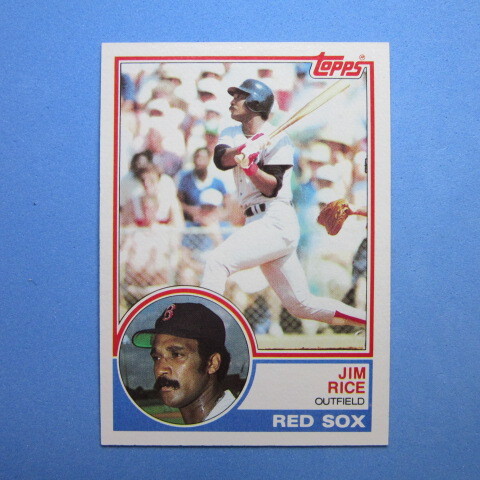 Topps
JIM
RICE
OUTFIELD
RED SOX
B